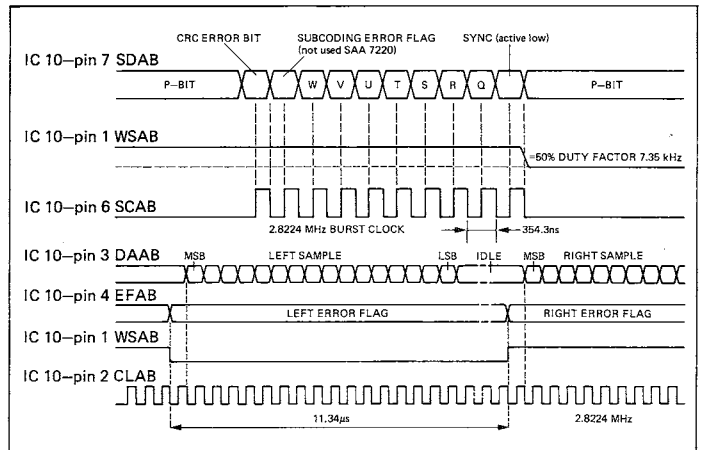 CRC ERROR BIT
SUBCODING ERROR FLAG
(not used SAA 7220)
SYNC (active low)
IC 10–pin 7 SDAB
P–BIT W V U T S R Q P–BIT
IC 10–pin 1 WSAB
=50% DUTY FACTOR 7.35 kHz
IC 10–pin 6 SCAB
2.8224 MHz BURST CLOCK 354.3ns
IC 10–pin 3 DAAB
MSB LEFT SAMPLE LSB IDLE MSB RIGHT SAMPLE
IC 10–pin 4 EFAB
LEFT ERROR FLAG RIGHT ERROR FLAG
IC 10–pin 1 WSAB
IC 10–pin 2 CLAB
11.34µs 2.8224 MHz